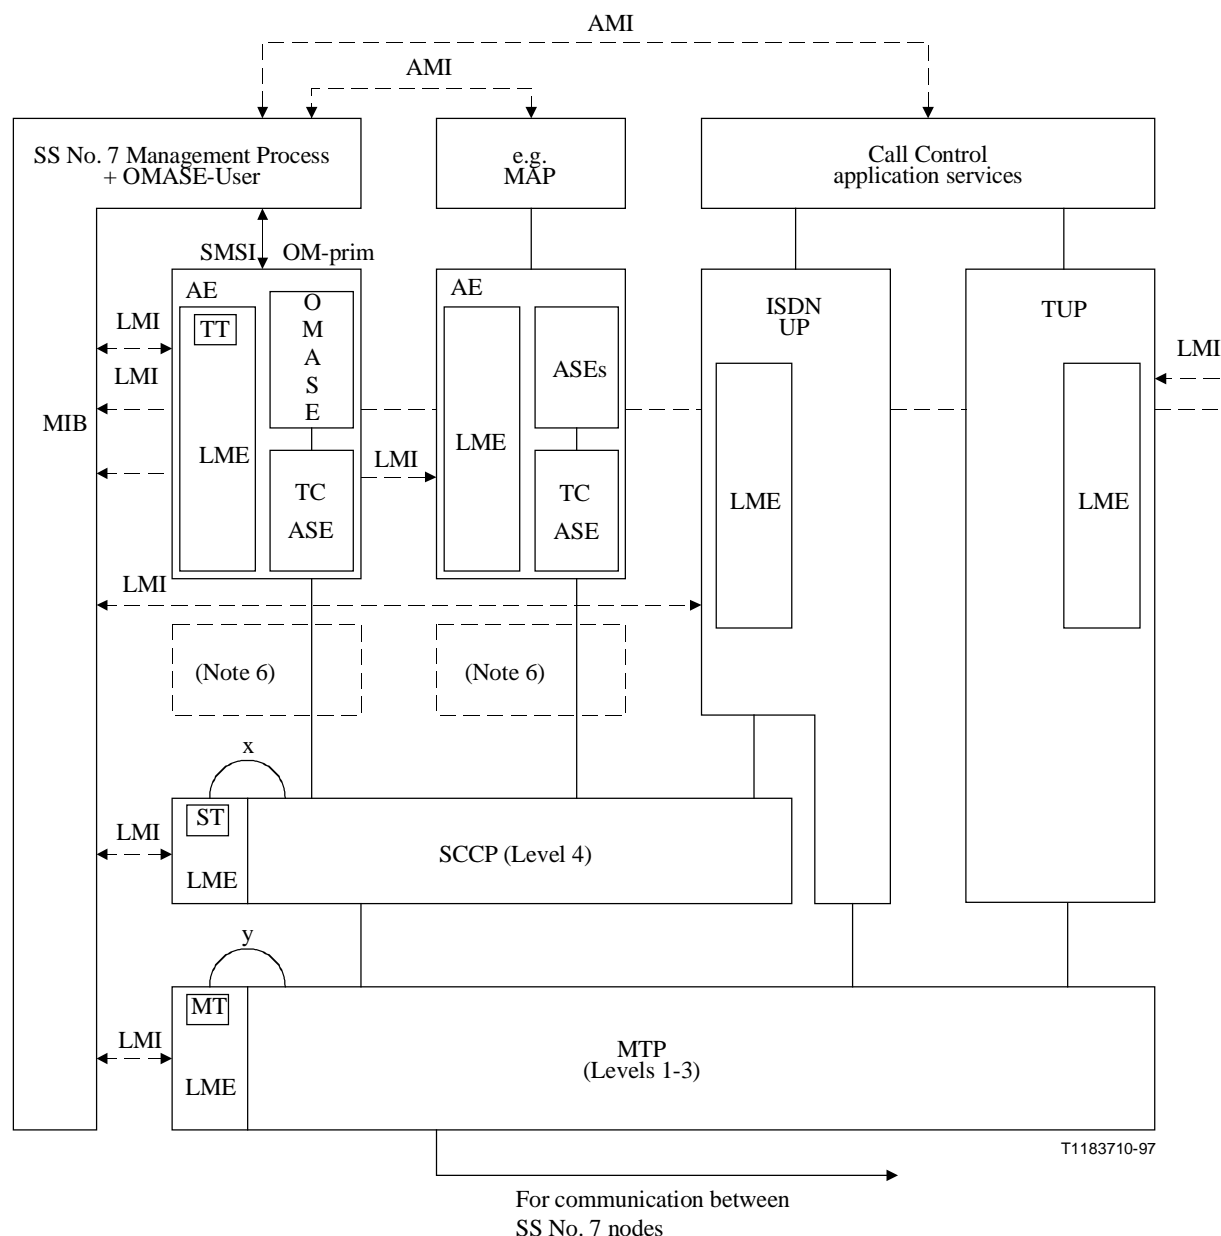 AMI
AMI
SS No. 7 Management Process
+ OMASE-User
e.g.
MAP
Call Control
application services
SMSI
OM-prim
AE
TT
LME
O
M
A
S
E
TC
ASE
AE
LME
ASEs
TC
ASE
ISDN
UP
LME
TUP
LME
LMI
LMI
LMI
MIB
LMI
LMI
(Note 6)
(Note 6)
x
ST
LME
SCCP (Level 4)
LMI
y
MT
LME
MTP
(Levels 1-3)
LMI
T1183710-97
For communication between
SS No. 7 nodes